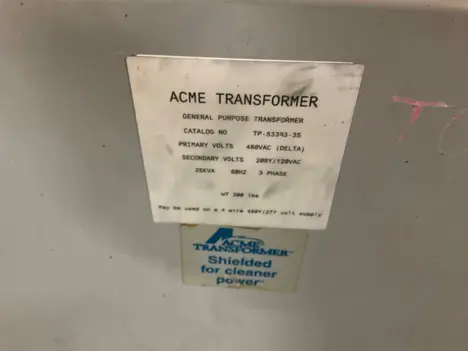 ACME TRANSFORMER
GENERAL PURPOSE TRANSFORMER
CATALOG NO TP-53343-3S
PRIMARY VOLTS 480VAC (DELTA)
SECONDARY VOLTS 208Y/120VAC
25KVA 60HZ 3 PHASE
WT 300 lbs
May be used on a 4 wire 480Y/277 volt supply
ACME
TRANSFORMER
Shielded
for cleaner
power